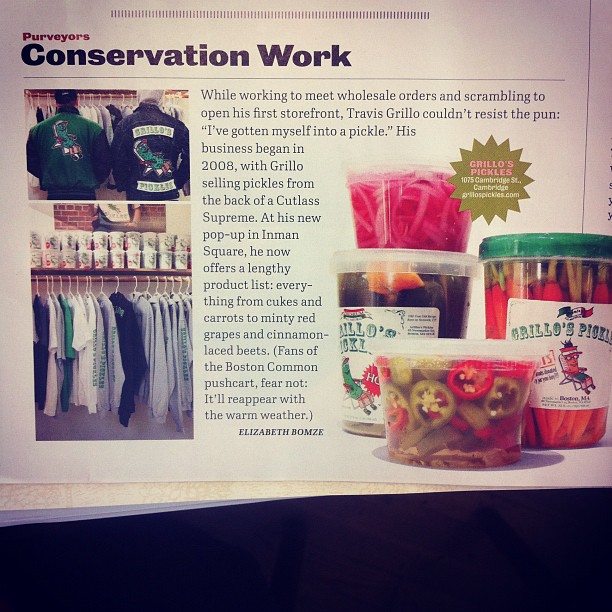 Purveyors
Conservation Work
While working to meet wholesale orders and scrambling to
open his first storefront, Travis Grillo couldn't resist the pun:
"I've gotten myself into a pickle." His
business began in
2008, with Grillo
selling pickles from
the back of a Cutlass
Supreme. At his new
pop-up in Inman
Square, he now
offers a lengthy
product list: every-
thing from cukes and
carrots to minty red
grapes and cinnamon-
laced beets. (Fans of
the Boston Common
pushcart, fear not:
It'll reappear with
the warm weather.)
ELIZABETH BOMZE
GRILLO'S
PICKLES
1075 Cambridge St.,
Cambridge
grillospickles.com
GRILLO'S
PICKLES
ILLO'S
CKL
HO
GRILLO'S PICKL
Boston, MA